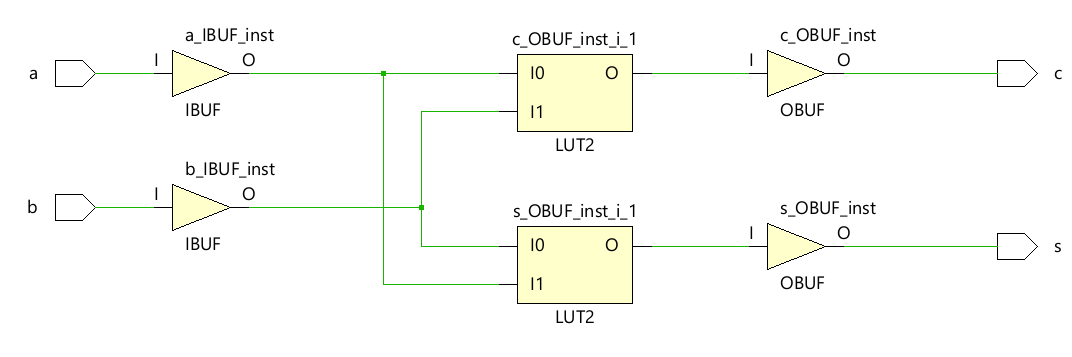 a_IBUF_inst
c_OBUF_inst_i_1
c_OBUF_inst
a
I
O
I0
O
I
O
c
I1
IBUF
OBUF
LUT2
b_IBUF_inst
I
O
b
s_OBUF_inst_i_1
s_OBUF_inst
IBUF
I0
O
I
O
s
I1
OBUF
LUT2